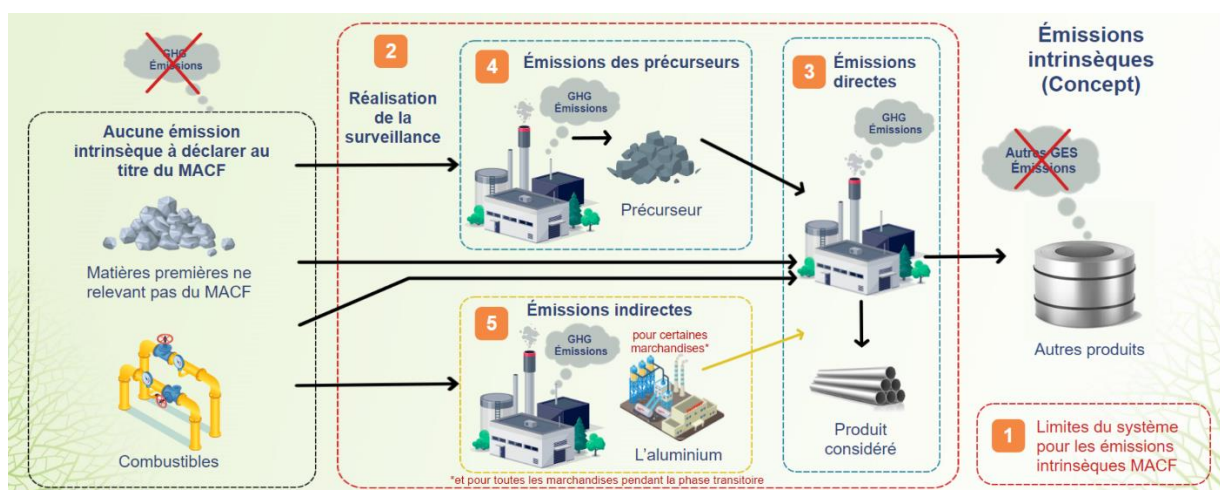 GHG
Émissions
Aucune émission
intrinsèque à déclarer au
titre du MACF
Matières premières ne
relevant pas du MACF
Combustibles
2
Réalisation
de la
surveillance
4
Émissions des précurseurs
GHG
Émissions
Précurseur
5
Émissions indirectes
GHG
Émissions
pour certaines
marchandises*
L'aluminium
*et pour toutes les marchandises pendant la phase transitoire
3
Émissions
directes
GHG
Émissions
Produit
considéré
Émissions
intrinsèques
(Concept)
Autres GES
Émissions
Autres produits
1
Limites du système
pour les émissions
intrinsèques MACF